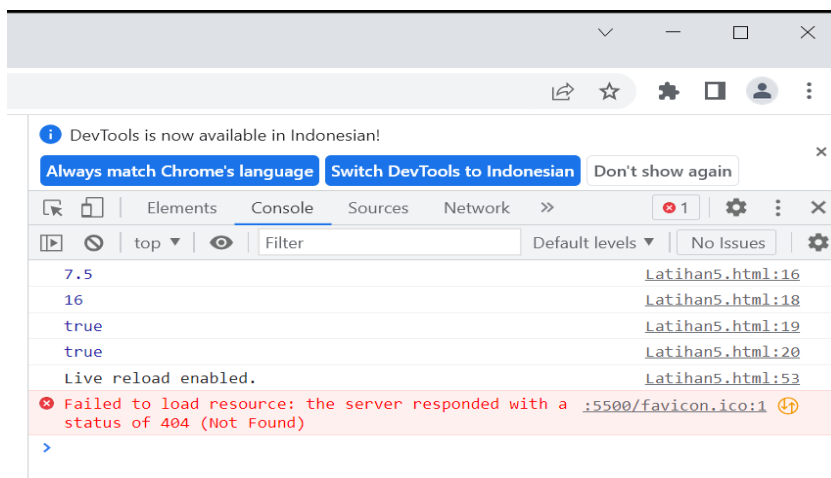 DevTools is now available in Indonesian!
Always match Chrome's language Switch DevTools to Indonesian Don't show again
Elements Console Sources Network 1
top Filter Default levels No Issues
7.5 Latihan5.html:16
16 Latihan5.html:18
true Latihan5.html:19
true Latihan5.html:20
Live reload enabled. Latihan5.html:53
Failed to load resource: the server responded with a :5500/favicon.ico:1
status of 404 (Not Found)